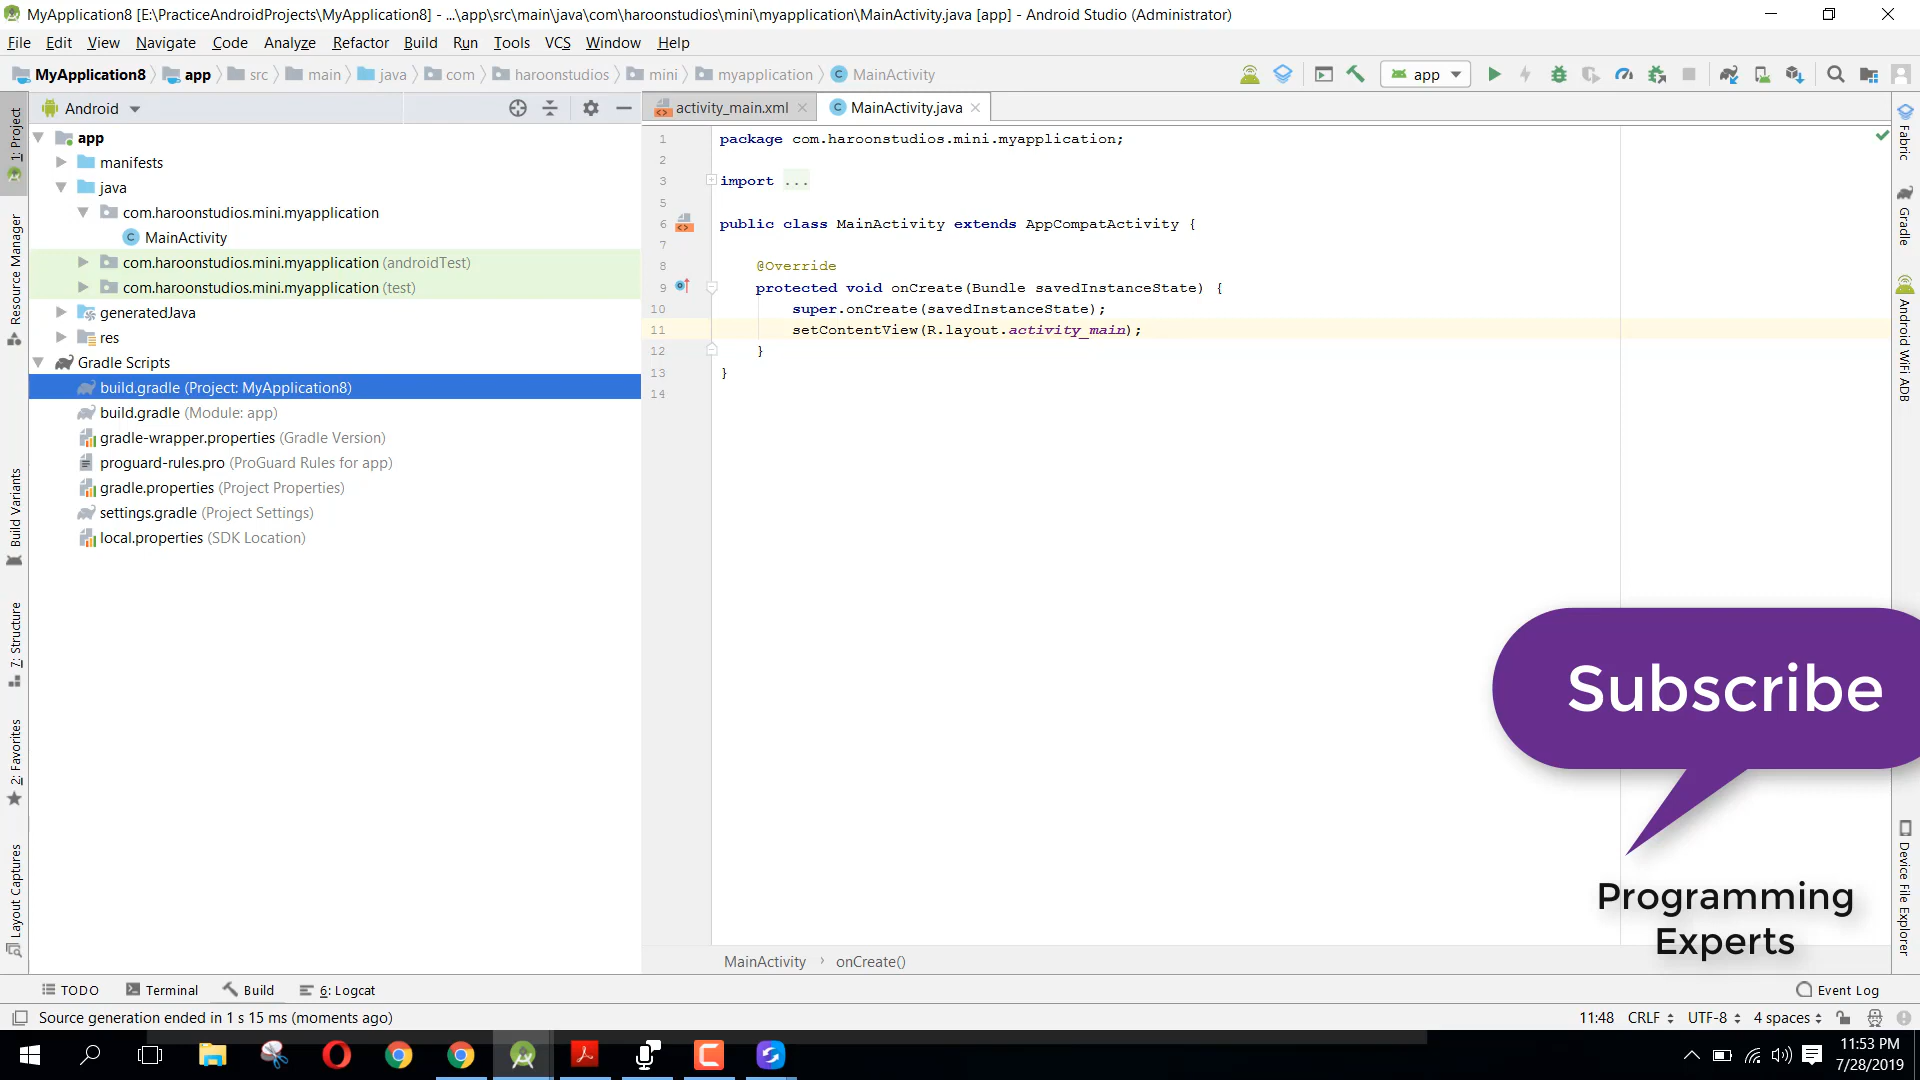 MyApplication8 [E:\PracticeAndroidProjects\MyApplication8] - ...\app\src\main\java\com\haroonstudios\mini\myapplication\MainActivity.java [app] - Android Studio (Administrator)
File Edit View Navigate Code Analyze Refactor Build Run Tools VCS Window Help
MyApplication8 app src main java com haroonstudios mini myapplication MainActivity
app
Android
activity_main.xml MainActivity.java
1: Project
Resource Manager
Build Variants
7: Structure
2: Favorites
Layout Captures
app
manifests
java
com.haroonstudios.mini.myapplication
MainActivity
com.haroonstudios.mini.myapplication (androidTest)
com.haroonstudios.mini.myapplication (test)
generatedJava
res
Gradle Scripts
build.gradle (Project: MyApplication8)
build.gradle (Module: app)
gradle-wrapper.properties (Gradle Version)
proguard-rules.pro (ProGuard Rules for app)
gradle.properties (Project Properties)
settings.gradle (Project Settings)
local.properties (SDK Location)
1 package com.haroonstudios.mini.myapplication;
2
3 import ...
5
6 public class MainActivity extends AppCompatActivity {
7
8 @Override
9 protected void onCreate(Bundle savedInstanceState) {
10 super.onCreate(savedInstanceState);
11 setContentView(R.layout.activity_main);
12 }
13 }
14
Fabric
Gradle
Android WiFi ADB
Device File Explorer
Subscribe
Programming
Experts
MainActivity › onCreate()
TODO Terminal Build 6: Logcat Event Log
Source generation ended in 1 s 15 ms (moments ago) 11:48 CRLF UTF-8 4 spaces
11:53 PM
7/28/2019